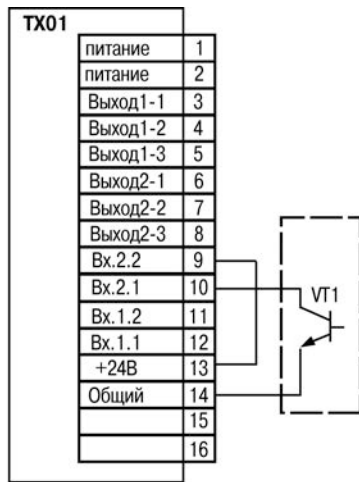 ТХ01
питание 1
питание 2
Выход1-1 3
Выход1-2 4
Выход1-3 5
Выход2-1 6
Выход2-2 7
Выход2-3 8
Вх.2.2 9
Вх.2.1 10
Вх.1.2 11
Вх.1.1 12
+24В 13
Общий 14
15
16
VT1